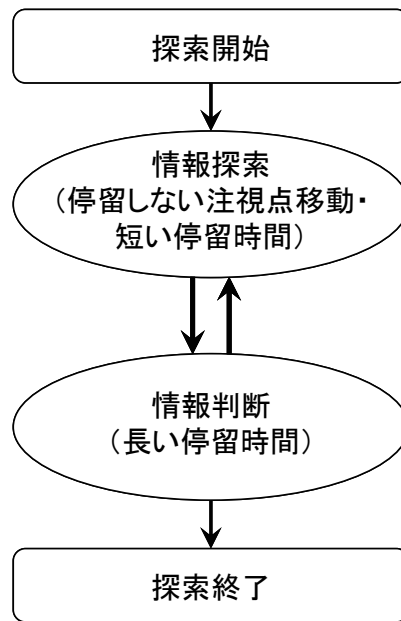 探索開始
情報探索
（停留しない注視点移動・
短い停留時間）
情報判断
（長い停留時間）
探索終了